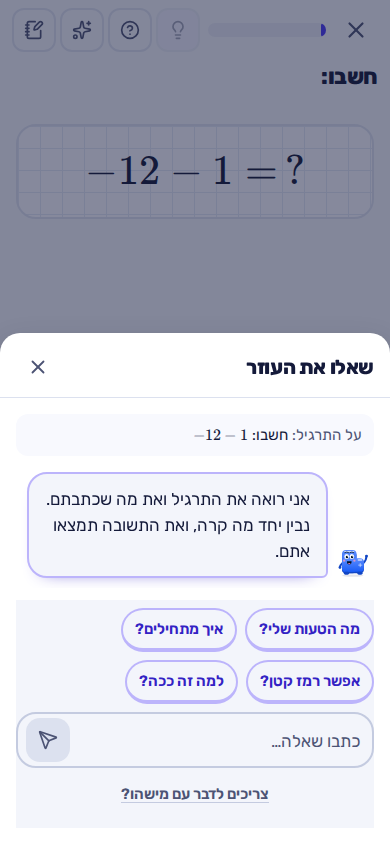 חשבו:
−12 − 1 = ?
שאלו את העוזר
על התרגיל: חשבו: −12 − 1
אני רואה את התרגיל ואת מה שכתבתם.
נבין יחד מה קרה, ואת התשובה תמצאו
אתם.
מה הטעות שלי?
איך מתחילים?
אפשר רמז קטן?
למה זה ככה?
כתבו שאלה...
צריכים לדבר עם מישהו?